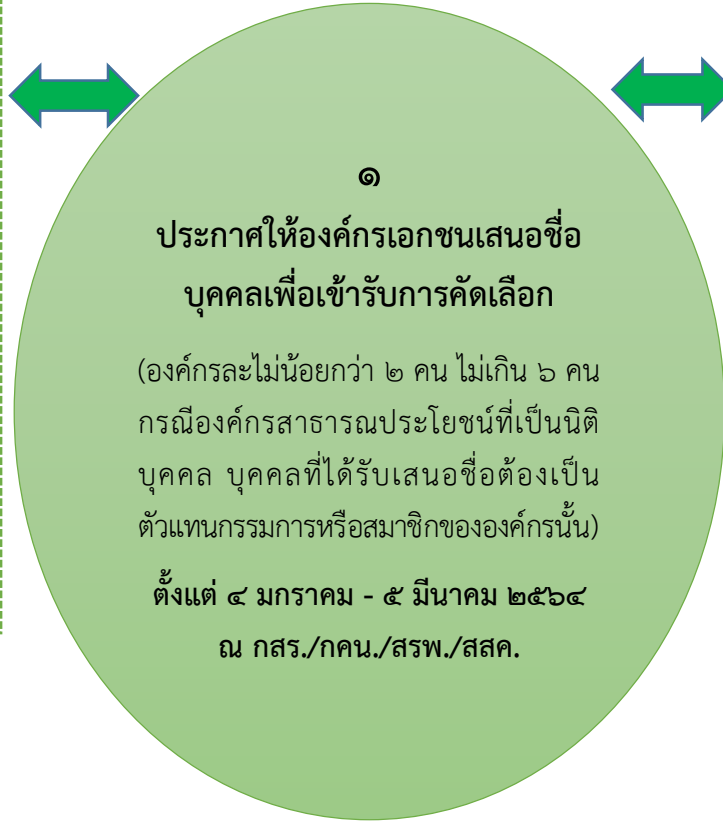 ๑
ประกาศให้องค์กรเอกชนเสนอชื่อ
บุคคลเพื่อเข้ารับการคัดเลือก
(องค์กรละไม่น้อยกว่า ๒ คน ไม่เกิน ๖ คน
กรณีองค์กรสาธารณประโยชน์ที่เป็นนิติ
บุคคล บุคคลที่ได้รับเสนอชื่อต้องเป็น
ตัวแทนกรรมการหรือสมาชิกขององค์กรนั้น)
ตั้งแต่ ๔ มกราคม - ๕ มีนาคม ๒๕๖๔
ณ กสร./กคน./สรพ./สสค.